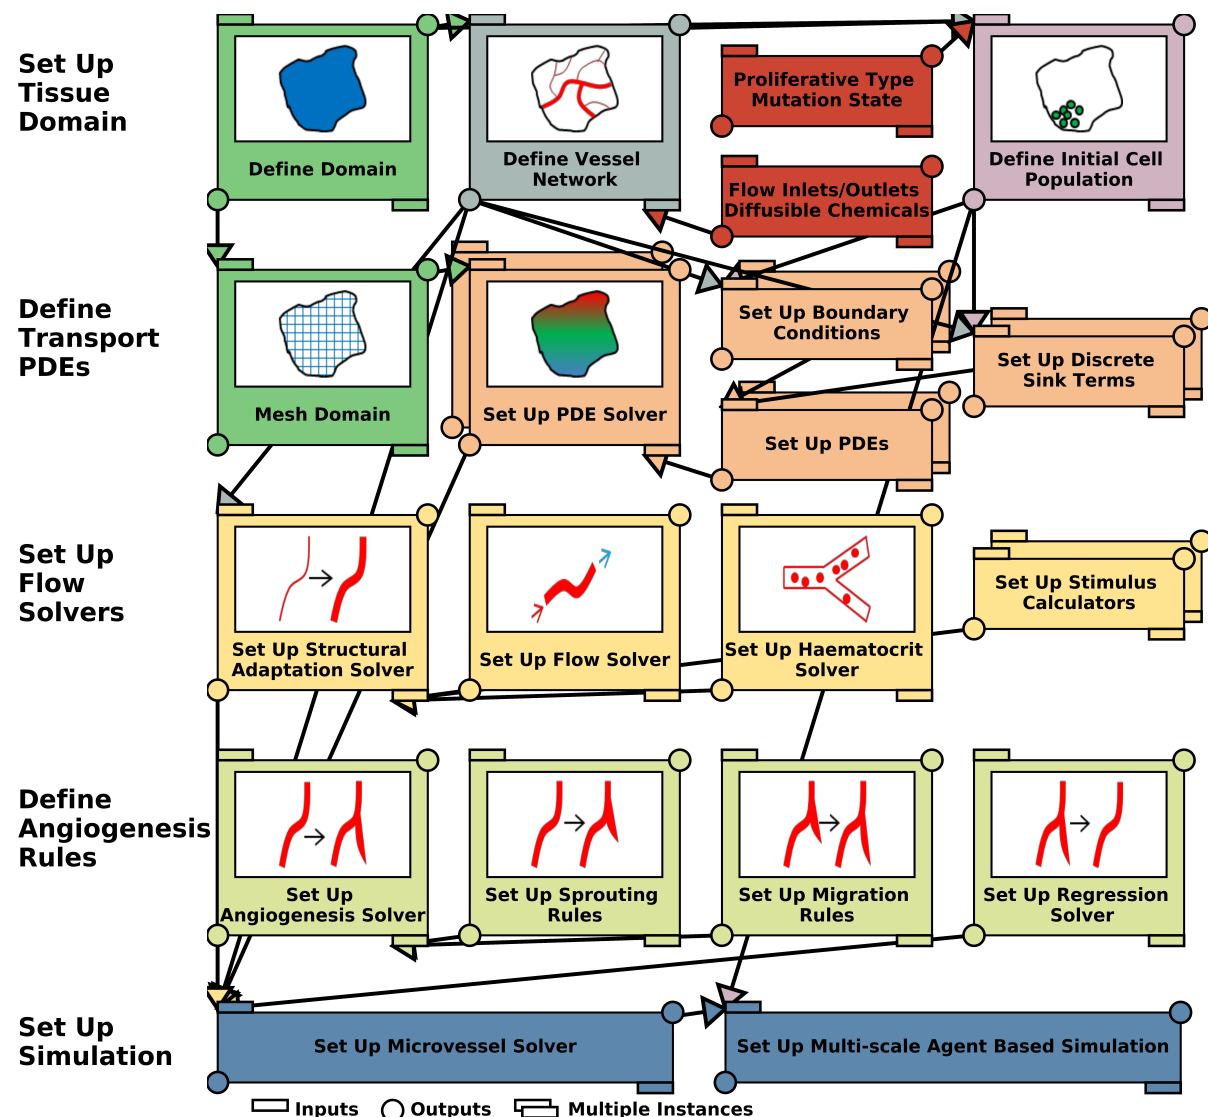 Set Up
Tissue
Domain
Define Domain
Define Vessel
Network
Proliferative Type
Mutation State
Flow Inlets/Outlets
Diffusible Chemicals
Define Initial Cell
Population
Define
Transport
PDEs
Mesh Domain
Set Up PDE Solver
Set Up Boundary
Conditions
Set Up PDEs
Set Up Discrete
Sink Terms
Set Up
Flow
Solvers
Set Up Structural
Adaptation Solver
Set Up Flow Solver
Set Up Haematocrit
Solver
Set Up Stimulus
Calculators
Define
Angiogenesis
Rules
Set Up
Angiogenesis Solver
Set Up Sprouting
Rules
Set Up Migration
Rules
Set Up Regression
Solver
Set Up
Simulation
Set Up Microvessel Solver
Set Up Multi-scale Agent Based Simulation
Inputs
Outputs
Multiple Instances